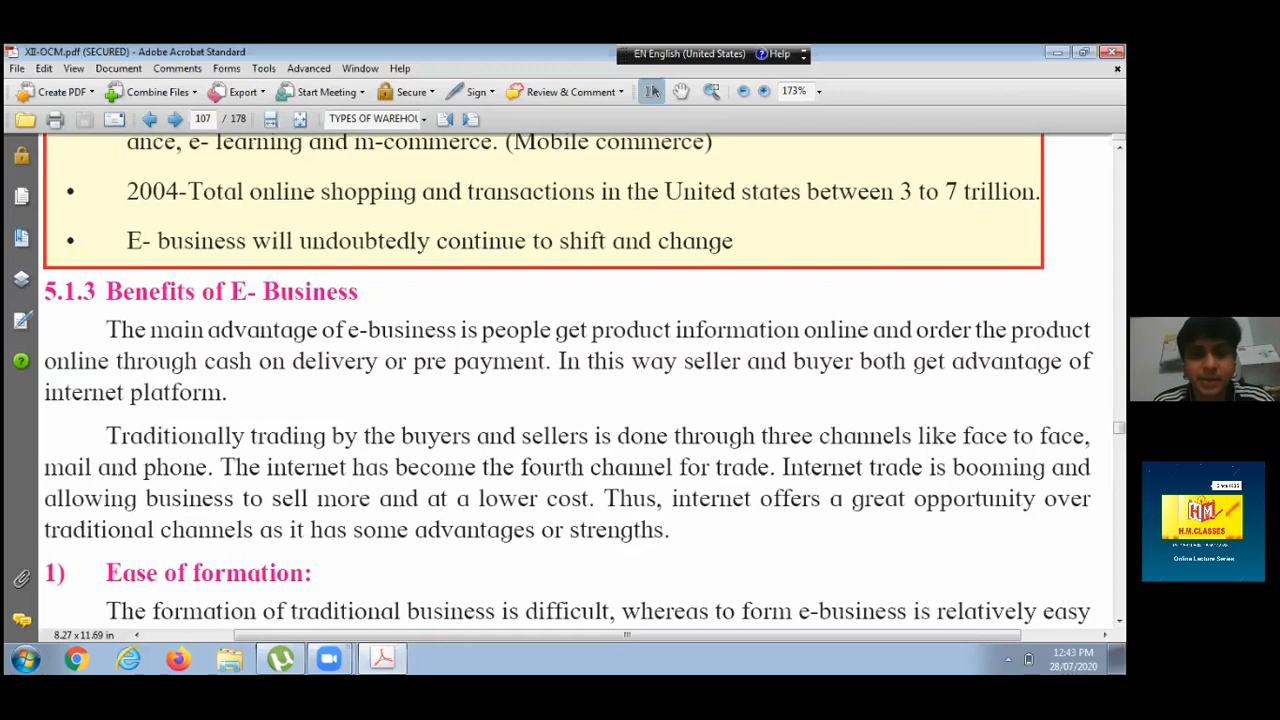 XII-OCM.pdf (SECURED) - Adobe Acrobat Standard
EN English (United States) Help
File Edit View Document Comments Forms Tools Advanced Window Help
Create PDF Combine Files Export Start Meeting Secure Sign Review & Comment 173%
107 / 178 TYPES OF WAREHOU
ance, e- learning and m-commerce. (Mobile commerce)
• 2004-Total online shopping and transactions in the United states between 3 to 7 trillion.
• E- business will undoubtedly continue to shift and change
5.1.3 Benefits of E- Business
The main advantage of e-business is people get product information online and order the product
online through cash on delivery or pre payment. In this way seller and buyer both get advantage of
internet platform.
Traditionally trading by the buyers and sellers is done through three channels like face to face,
mail and phone. The internet has become the fourth channel for trade. Internet trade is booming and
allowing business to sell more and at a lower cost. Thus, internet offers a great opportunity over
traditional channels as it has some advantages or strengths.
1) Ease of formation:
The formation of traditional business is difficult, whereas to form e-business is relatively easy
8.27 x 11.69 in
12:43 PM
28/07/2020
HM
H.M.CLASSES
Online Lecture Series